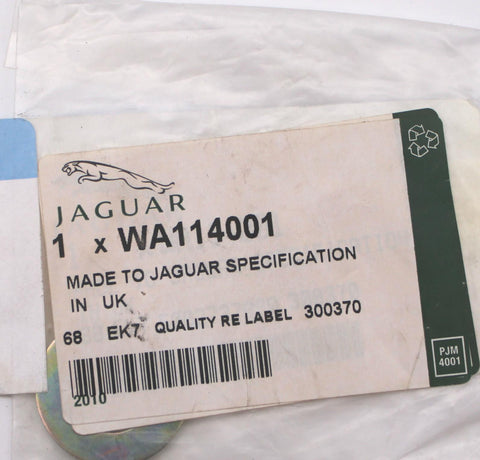 JAGUAR
1 x WA114001
MADE TO JAGUAR SPECIFICATION
IN UK
68 EK7 QUALITY RE LABEL 300370
2010
PJM
4001